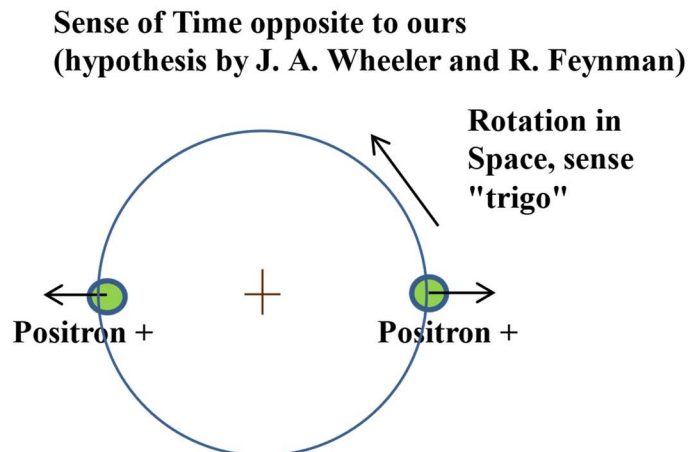 Sense of Time opposite to ours
(hypothesis by J. A. Wheeler and R. Feynman)
Rotation in
Space, sense
"trigo"
Positron +
Positron +